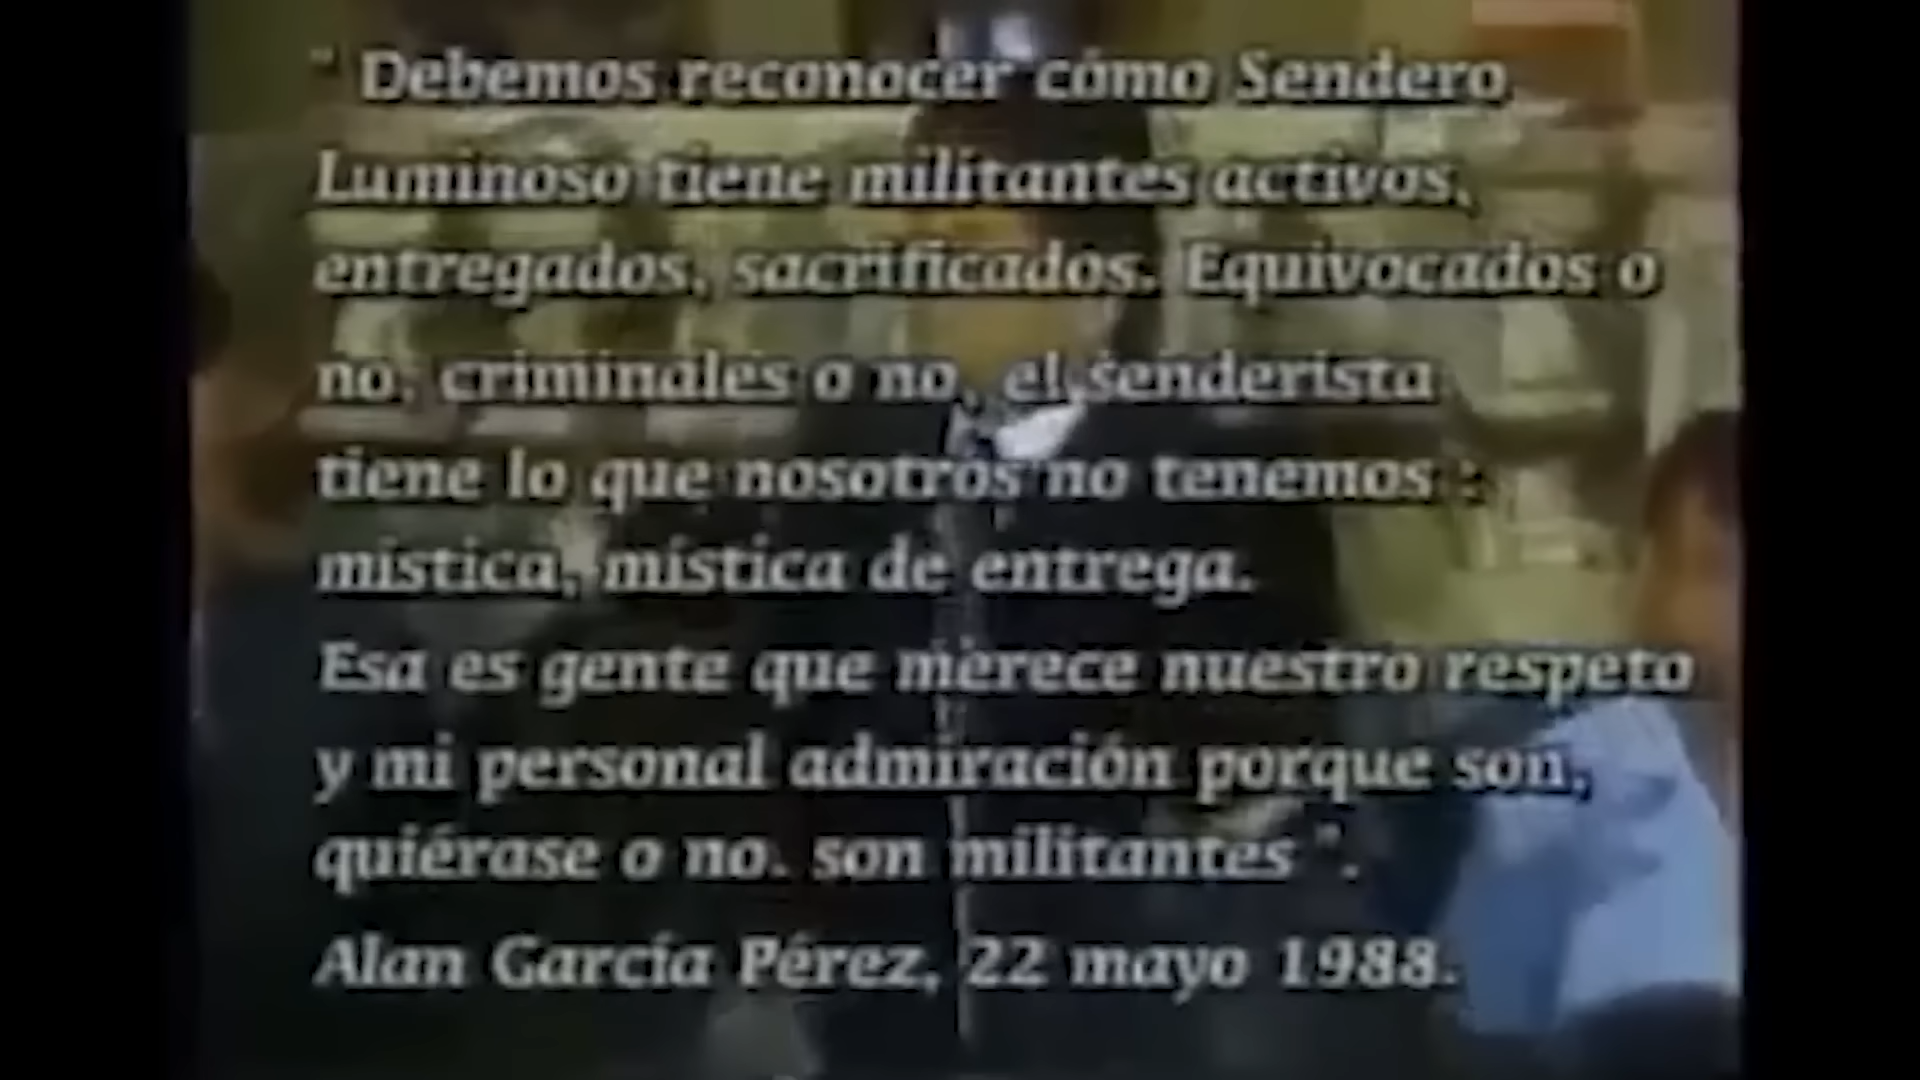 " Debemos reconocer cómo Sendero
Luminoso tiene militantes activos,
entregados, sacrificados. Equivocados o
no, criminales o no, el senderista
tiene lo que nosotros no tenemos :
mística, mística de entrega.
Esa es gente que merece nuestro respeto
y mi personal admiración porque son,
quiérase o no. son militantes ".
Alan García Pérez, 22 mayo 1988.